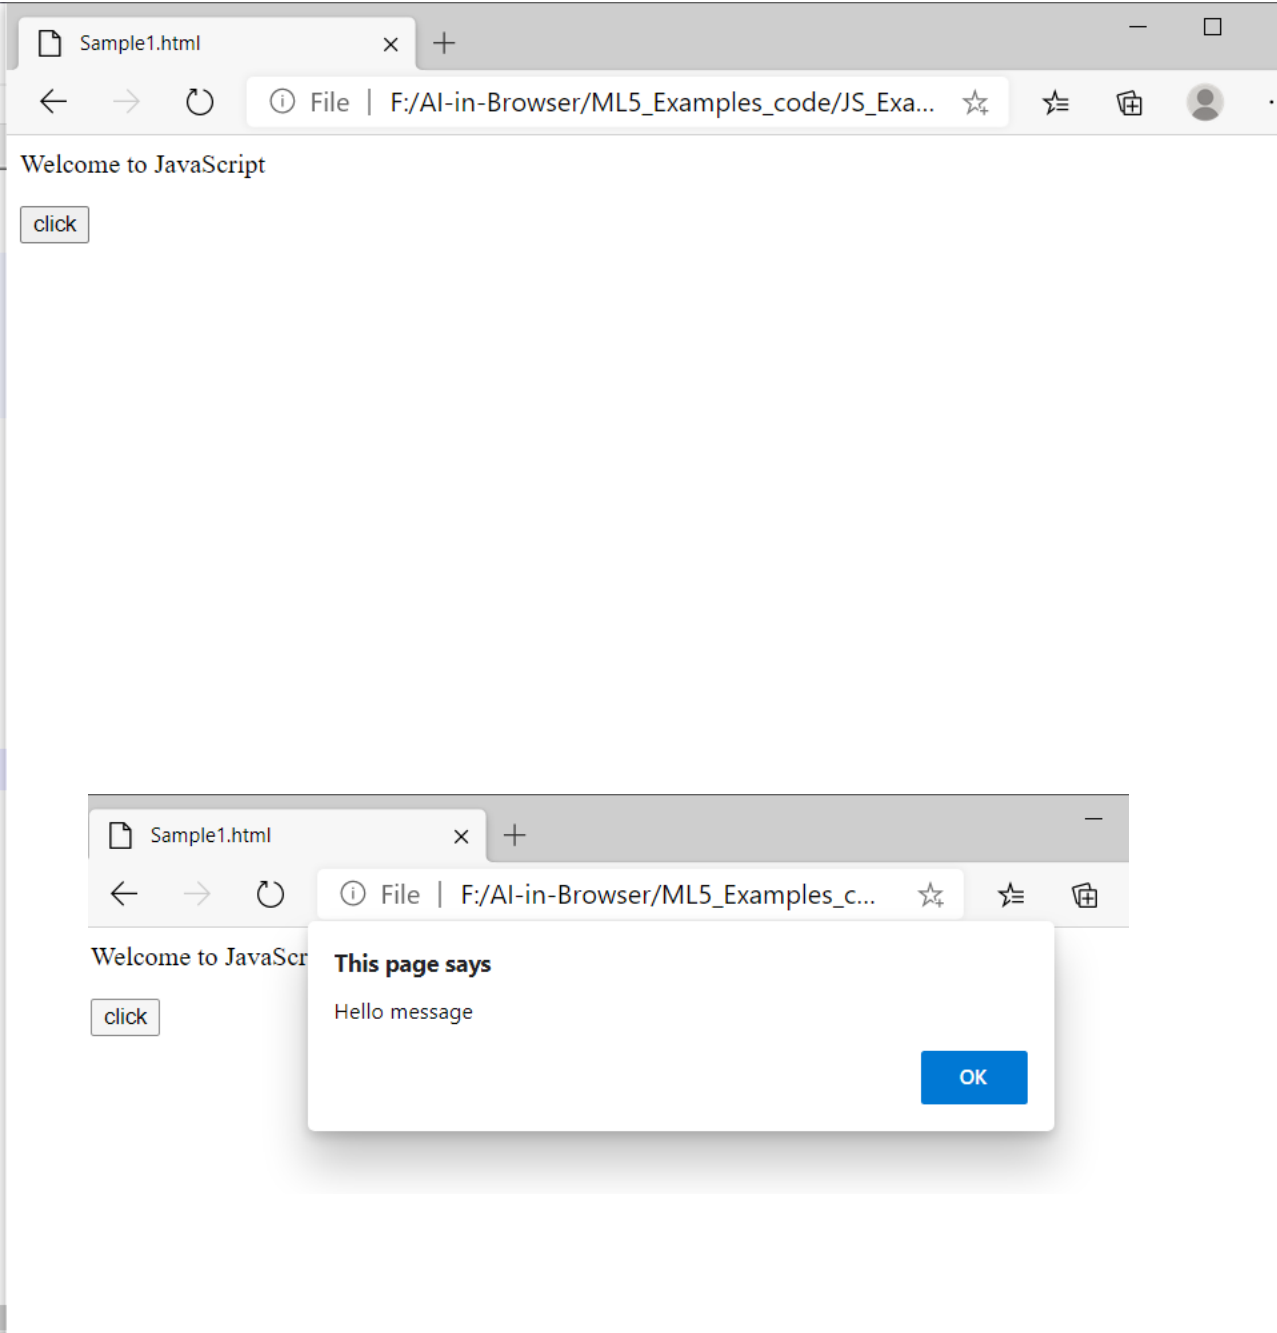 Sample1.html
File | F:/AI-in-Browser/ML5_Examples_code/JS_Exa...
Welcome to JavaScript
click
Sample1.html
File | F:/AI-in-Browser/ML5_Examples_c...
Welcome to JavaScr
This page says
Hello message
click
OK